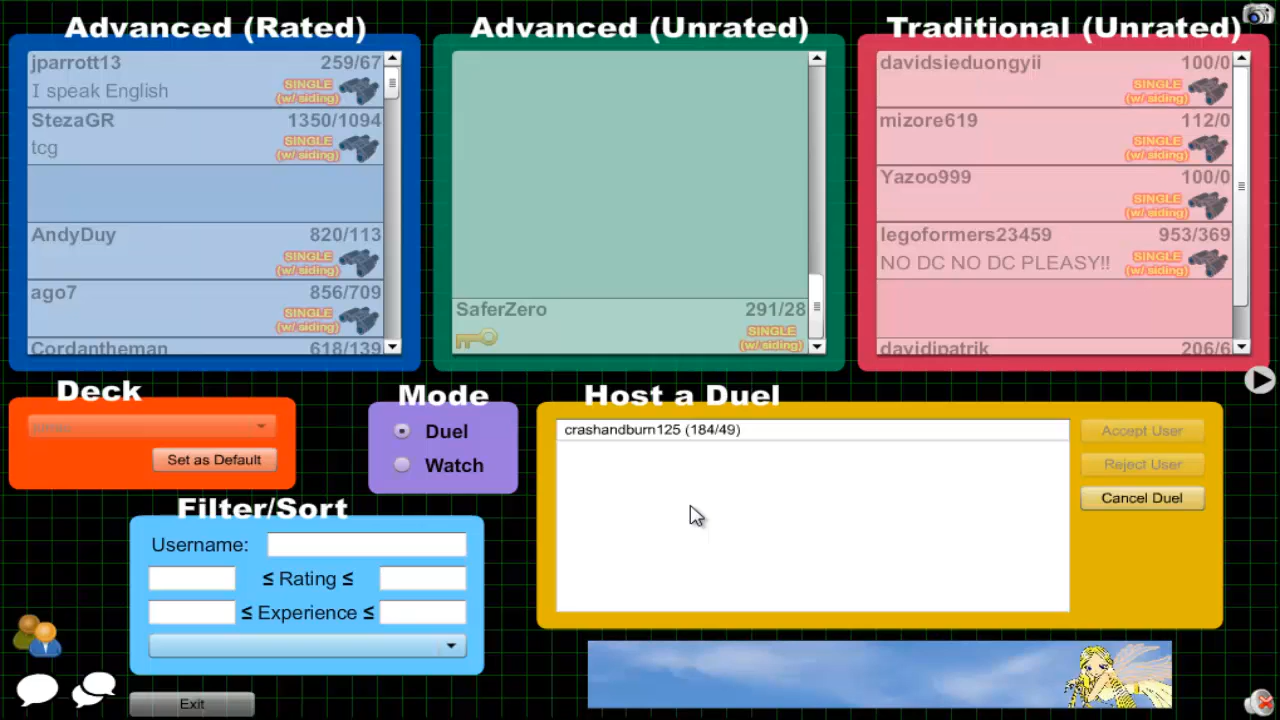 Advanced (Rated)
jparrott13 259/67
I speak English SINGLE
(w/ siding)
StezaGR 1350/1094
tcg SINGLE
(w/ siding)
AndyDuy 820/113
SINGLE
(w/ siding)
ago7 856/709
SINGLE
(w/ siding)
Cordantheman 618/139
Advanced (Unrated)
SaferZero 291/28
SINGLE
(w/ siding)
Traditional (Unrated)
davidsieduongyii 100/0
SINGLE
(w/ siding)
mizore619 112/0
SINGLE
(w/ siding)
Yazoo999 100/0
SINGLE
(w/ siding)
legoformers23459 953/369
NO DC NO DC PLEASY!! SINGLE
(w/ siding)
davidipatrik 206/6
Deck
Set as Default
Mode
Duel
Watch
Host a Duel
crashandburn125 (184/49)
Accept User
Reject User
Cancel Duel
Filter/Sort
Username:
≤ Rating ≤
≤ Experience ≤
Exit